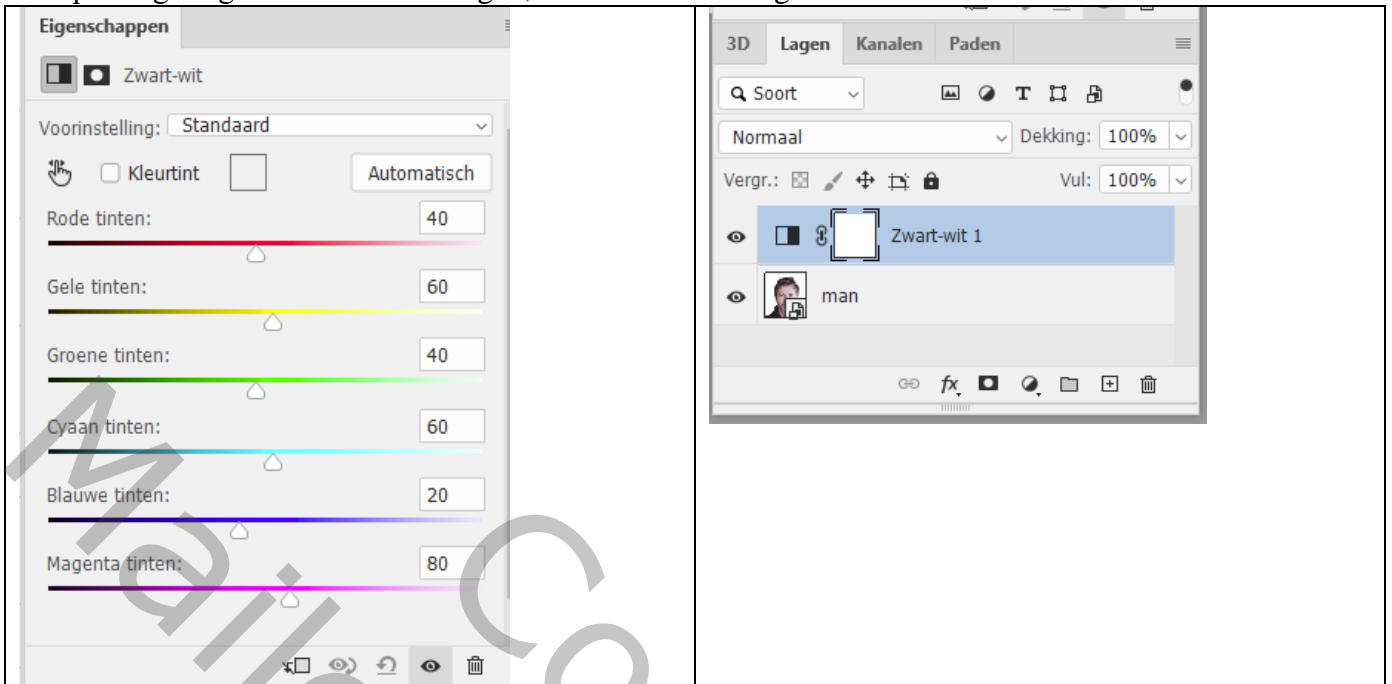 Eigenschappen
Zwart-wit
Voorinstelling: Standaard
Kleurtint
Automatisch
Rode tinten: 40
Gele tinten: 60
Groene tinten: 40
Cyaan tinten: 60
Blauwe tinten: 20
Magenta tinten: 80
3D Lagen Kanalen Paden
Soort
Normaal Dekking: 100%
Vergr.: Vul: 100%
Zwart-wit 1
man